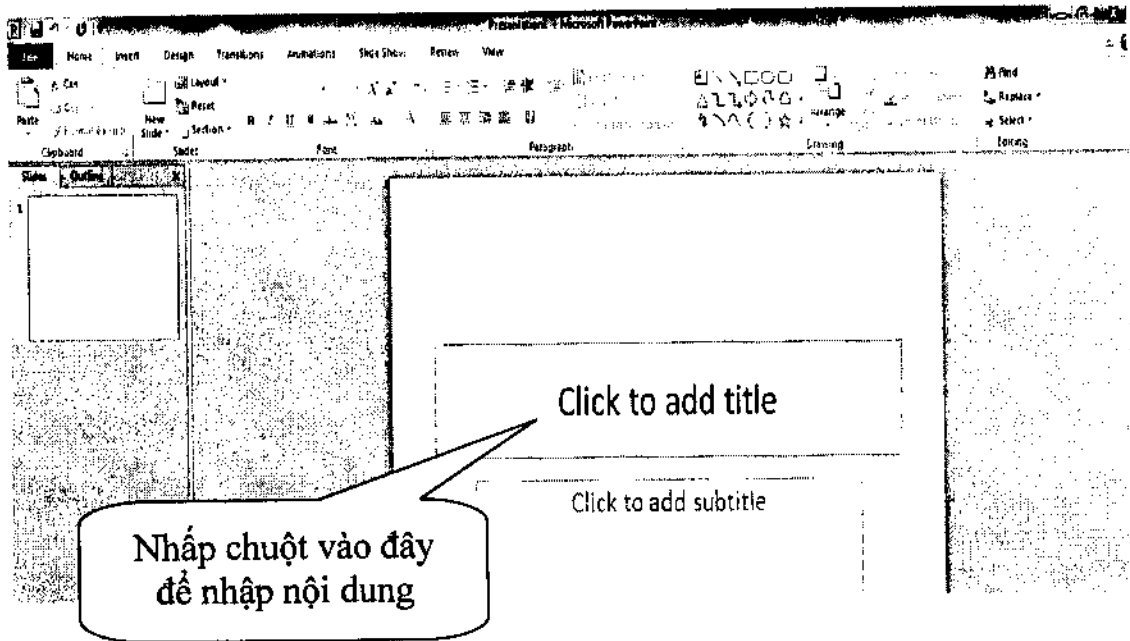 Presentation1 - Microsoft PowerPoint
File Home Insert Design Transitions Animations Slide Show Review View
Paste
Cut
New
Slide
Layout
Reset
Section
Arrange
Find
Replace
Select
Clipboard Slides Font Paragraph Drawing Editing
Slides Outline
1
Click to add title
Click to add subtitle
Nhấp chuột vào đây
để nhập nội dung